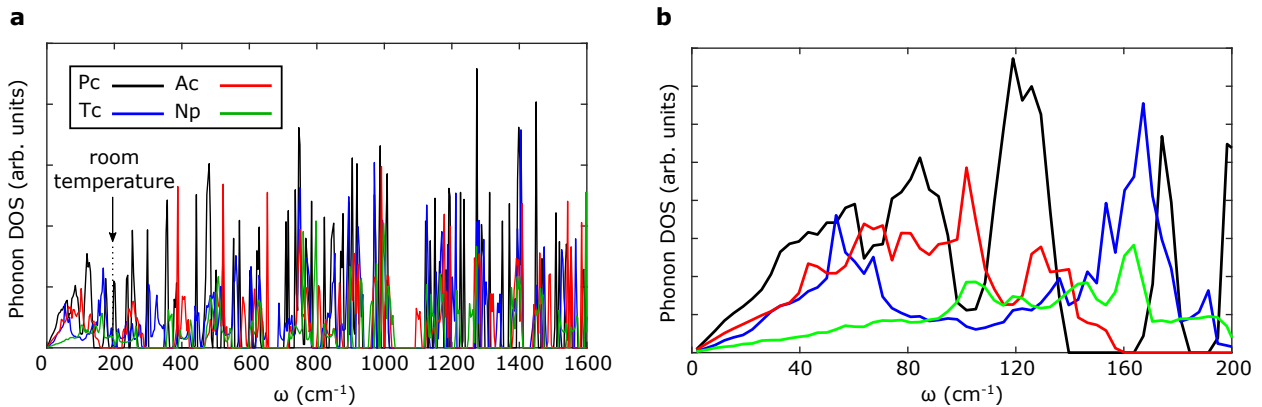 a
Phonon DOS (arb. units)
Pc Ac
Tc Np
room
temperature
0 200 400 600 800 1000 1200 1400 1600
ω (cm-1)
b
Phonon DOS (arb. units)
0 40 80 120 160 200
ω (cm-1)